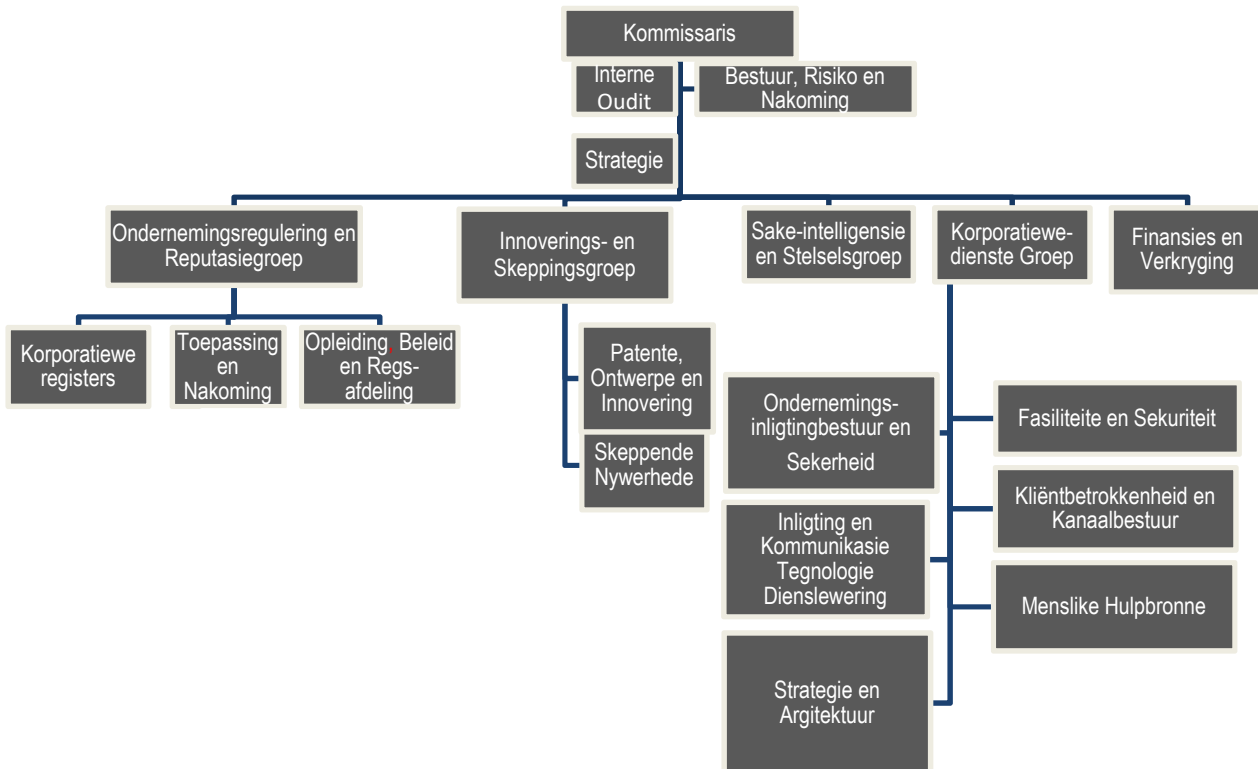 Kommissaris
Interne
Oudit
Bestuur, Risiko en
Nakoming
Strategie
Ondernemingsregulering en
Reputasiegroep
Innoverings- en
Skeppingsgroep
Sake-intelligensie
en Stelselsgroep
Korporatiewe-
dienste Groep
Finansies en
Verkryging
Korporatiewe
registers
Toepassing
en
Nakoming
Opleiding, Beleid
en Regs-
afdeling
Patente,
Ontwerpe en
Innovering
Skeppende
Nywerhede
Ondernemings-
inligtingbestuur en
Sekerheid
Inligting en
Kommunikasie
Tegnologie
Dienslewering
Strategie en
Argitektuur
Fasiliteite en Sekuriteit
Kliëntbetrokkenheid en
Kanaalbestuur
Menslike Hulpbronne